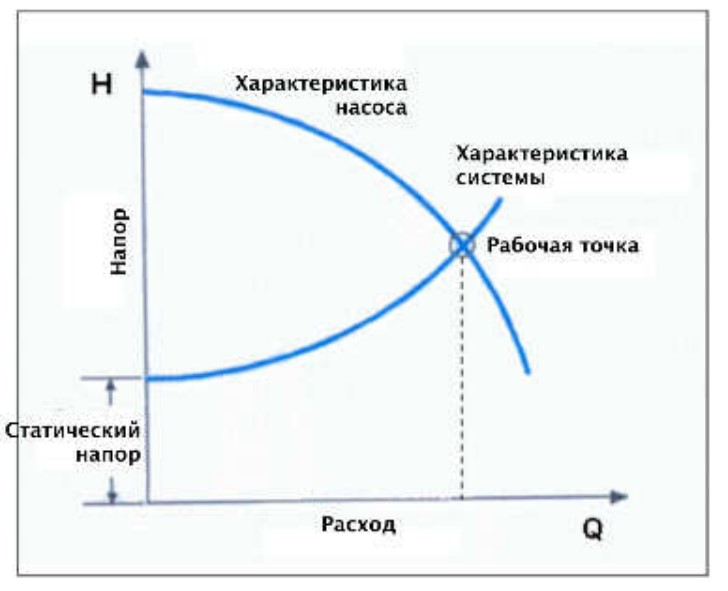 H
Характеристика
насоса
Характеристика
системы
Напор
Рабочая точка
Статический
напор
Расход
Q